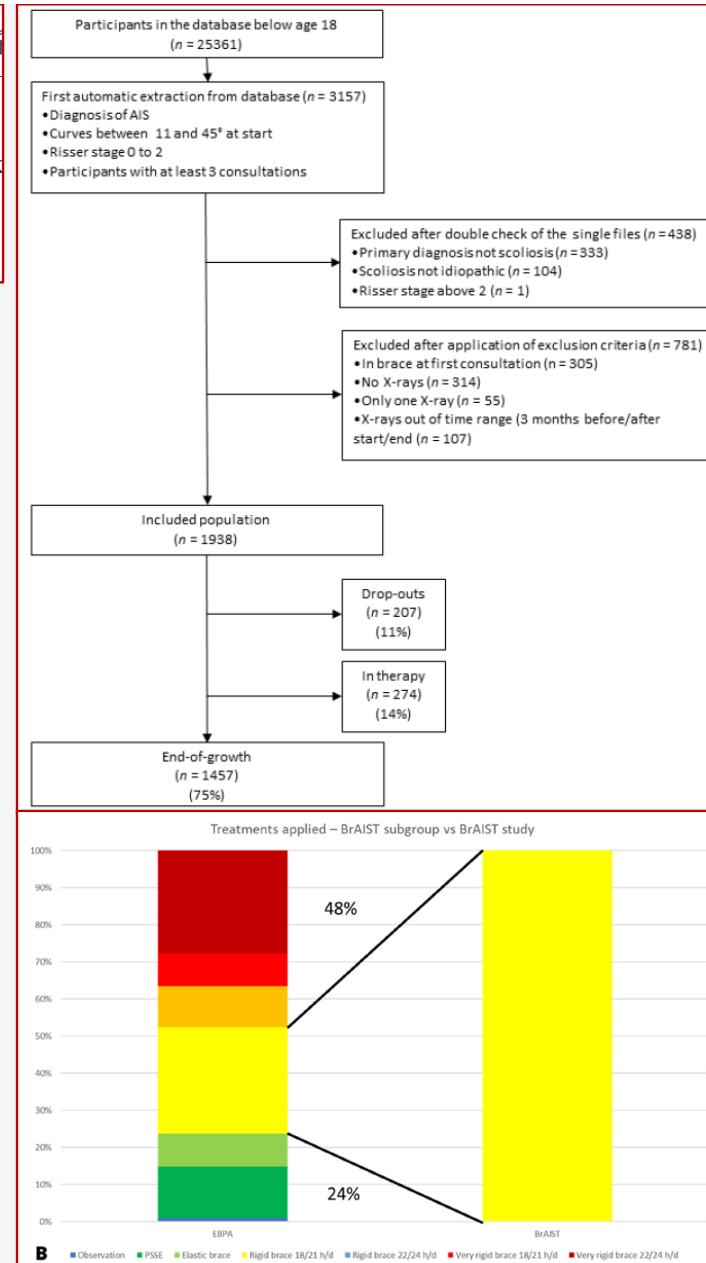 Participants in the database below age 18
(n = 25361)
First automatic extraction from database (n = 3157)
•Diagnosis of AIS
•Curves between 11 and 45° at start
•Risser stage 0 to 2
•Participants with at least 3 consultations
Excluded after double check of the single files (n = 438)
•Primary diagnosis not scoliosis (n = 333)
•Scoliosis not idiopathic (n = 104)
•Risser stage above 2 (n = 1)
Excluded after application of exclusion criteria (n = 781)
•In brace at first consultation (n = 305)
•No X-rays (n = 314)
•Only one X-ray (n = 55)
•X-rays out of time range (3 months before/after
start/end (n = 107)
Included population
(n = 1938)
Drop-outs
(n = 207)
(11%)
In therapy
(n = 274)
(14%)
End-of-growth
(n = 1457)
(75%)
Treatments applied – BrAIST subgroup vs BrAIST study
100%
90%
48%
80%
70%
60%
50%
40%
30%
20%
10%
24%
0%
EBPA BrAIST
B Observation PSSE Elastic brace Rigid brace 18/21 h/d Rigid brace 22/24 h/d Very rigid brace 18/21 h/d Very rigid brace 22/24 h/d